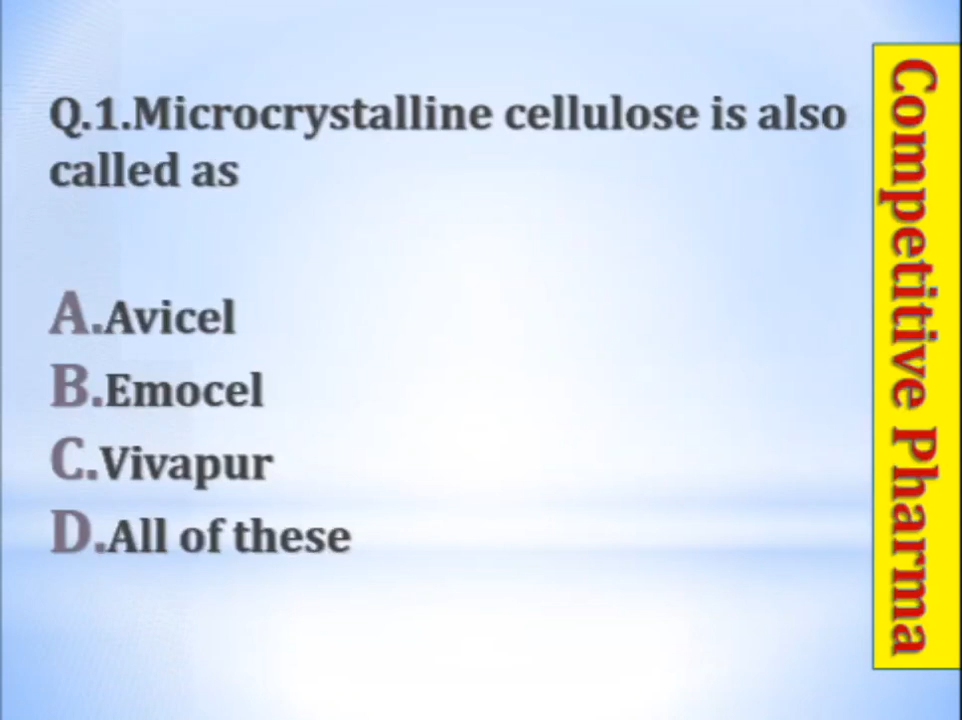 Q.1.Microcrystalline cellulose is also
called as
A.Avicel
B.Emocel
C.Vivapur
D.All of these
Competitive Pharma